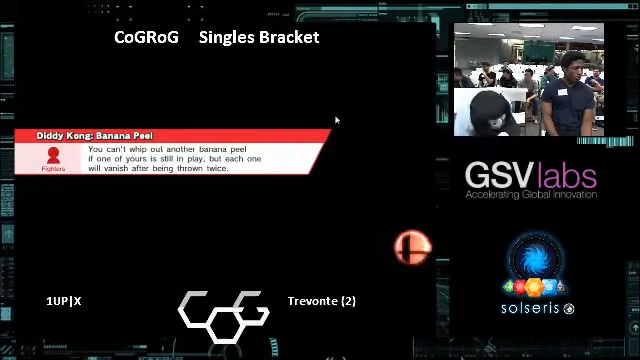 CoGRoG Singles Bracket
Diddy Kong: Banana Peel
You can't whip out another banana peel
if one of yours is still in play, but each one
will vanish after being thrown twice.
Fighters
GSVlabs
Accelerating Global Innovation
solseris
1UP|X
Trevonte (2)